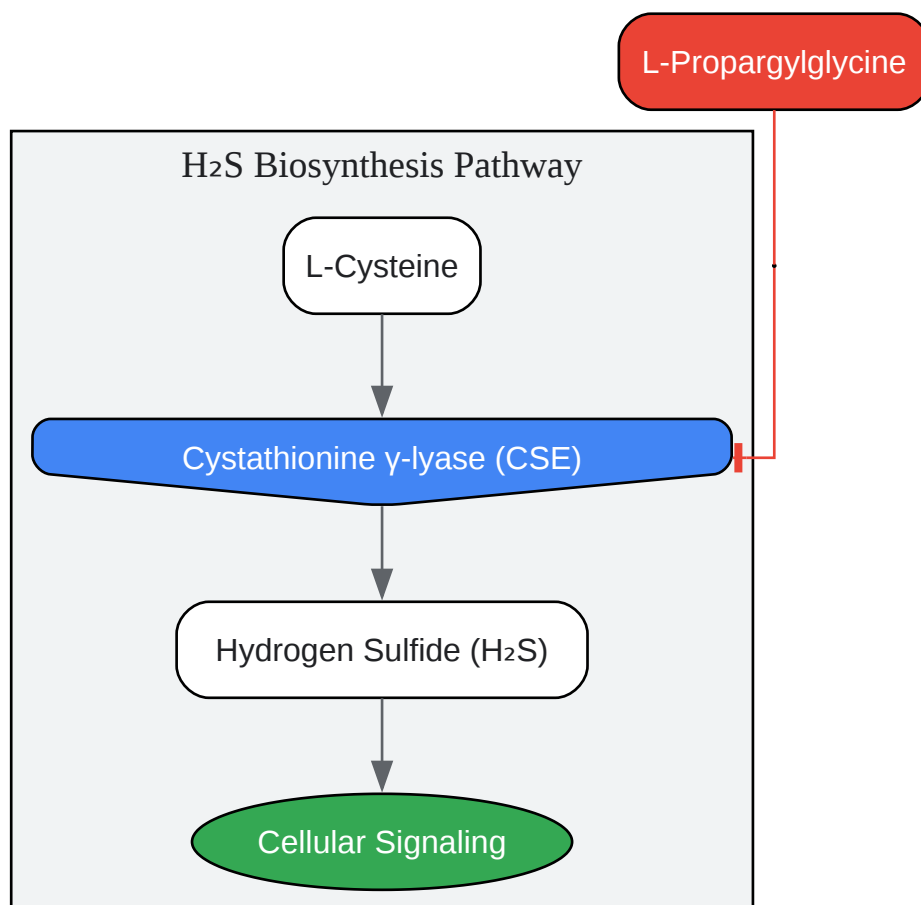 L-Propargylglycine
H₂S Biosynthesis Pathway
L-Cysteine
Cystathionine γ-lyase (CSE)
Hydrogen Sulfide (H₂S)
Cellular Signaling